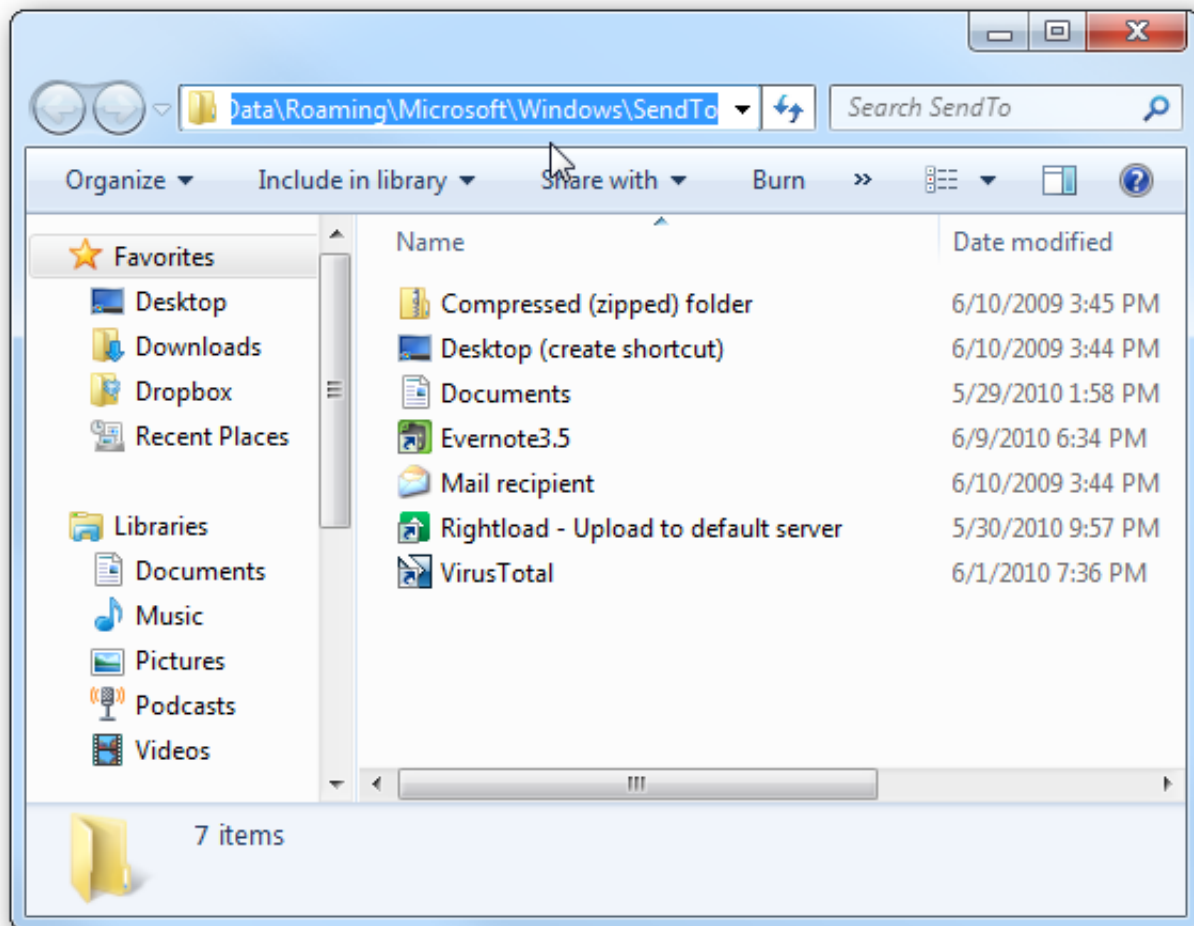 Data\Roaming\Microsoft\Windows\SendTo
Search SendTo
Organize Include in library Share with Burn »
Name Date modified
Favorites
Desktop
Downloads
Dropbox
Recent Places
Libraries
Documents
Music
Pictures
Podcasts
Videos
Compressed (zipped) folder 6/10/2009 3:45 PM
Desktop (create shortcut) 6/10/2009 3:44 PM
Documents 5/29/2010 1:58 PM
Evernote3.5 6/9/2010 6:34 PM
Mail recipient 6/10/2009 3:44 PM
Rightload - Upload to default server 5/30/2010 9:57 PM
VirusTotal 6/1/2010 7:36 PM
7 items